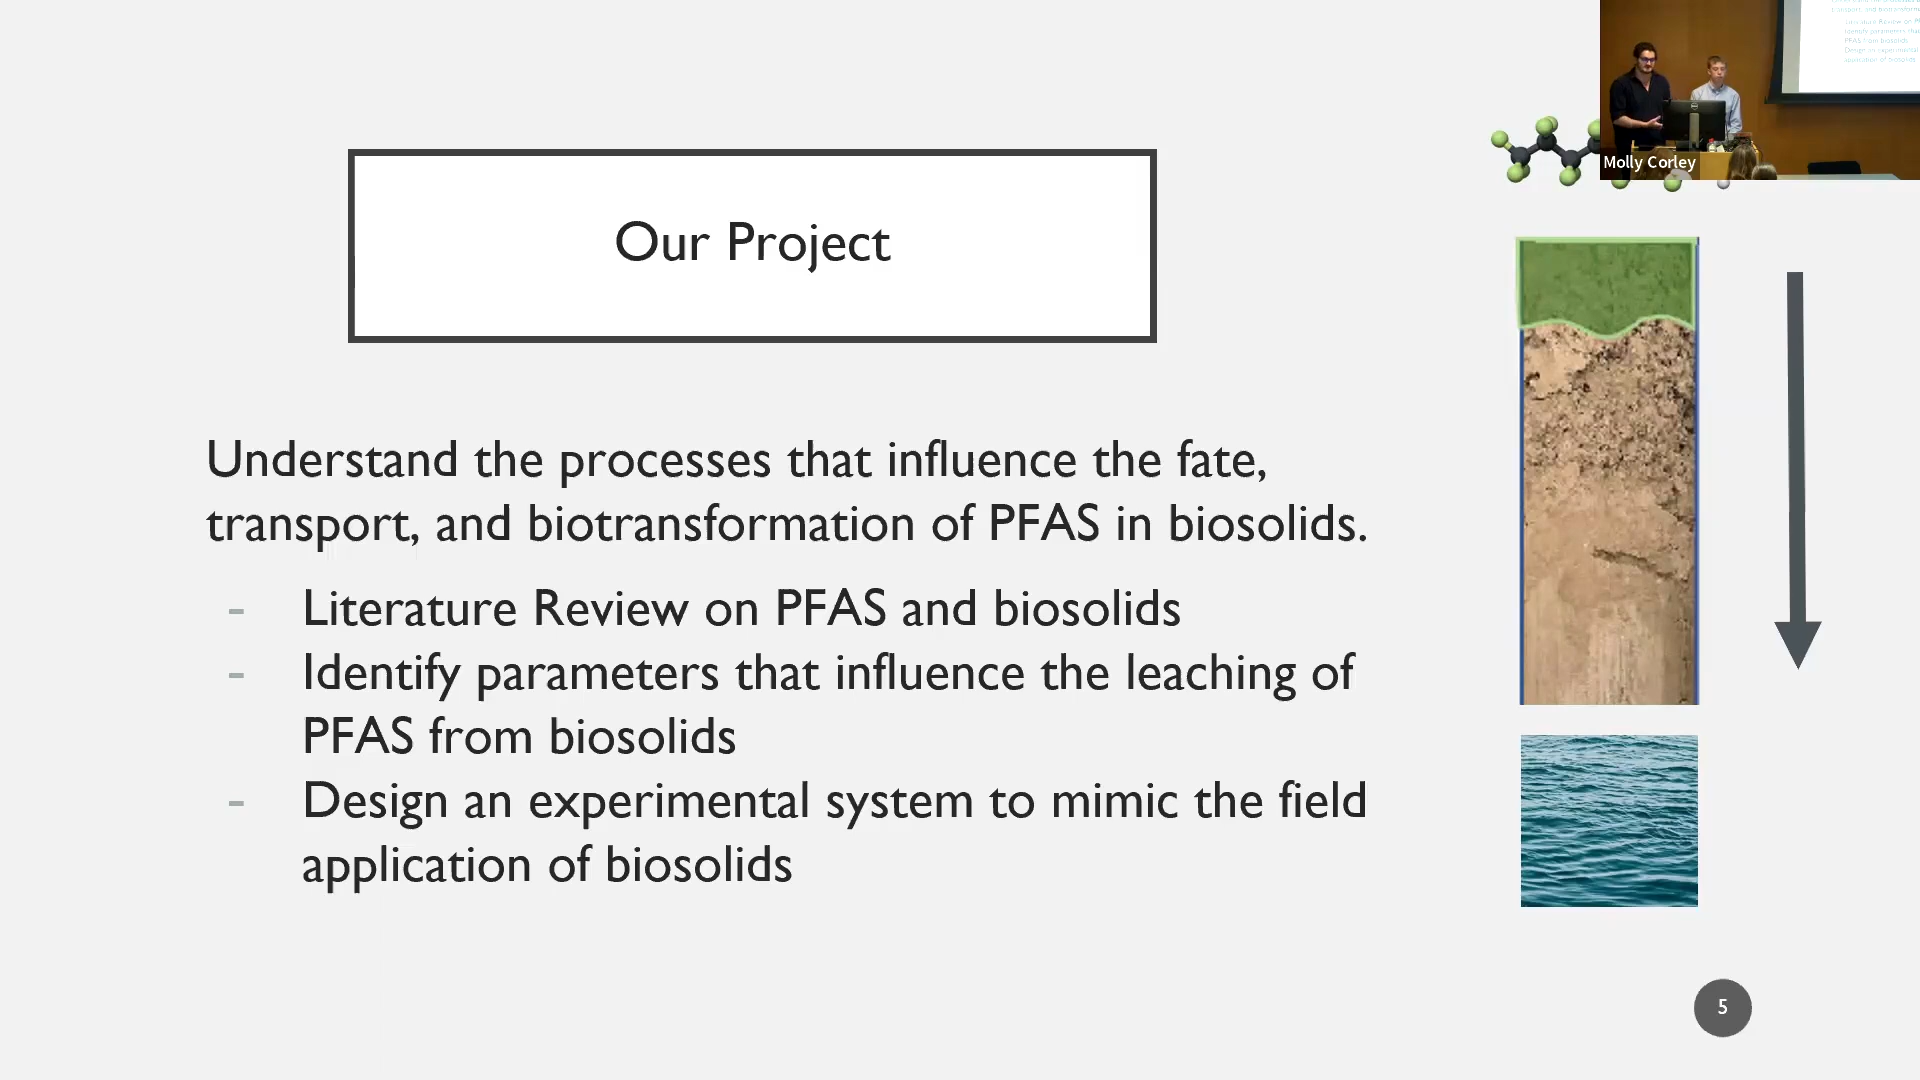 Our Project
Molly Corley
Understand the processes that influence the fate,
transport, and biotransformation of PFAS in biosolids.
- Literature Review on PFAS and biosolids
- Identify parameters that influence the leaching of
PFAS from biosolids
- Design an experimental system to mimic the field
application of biosolids
5